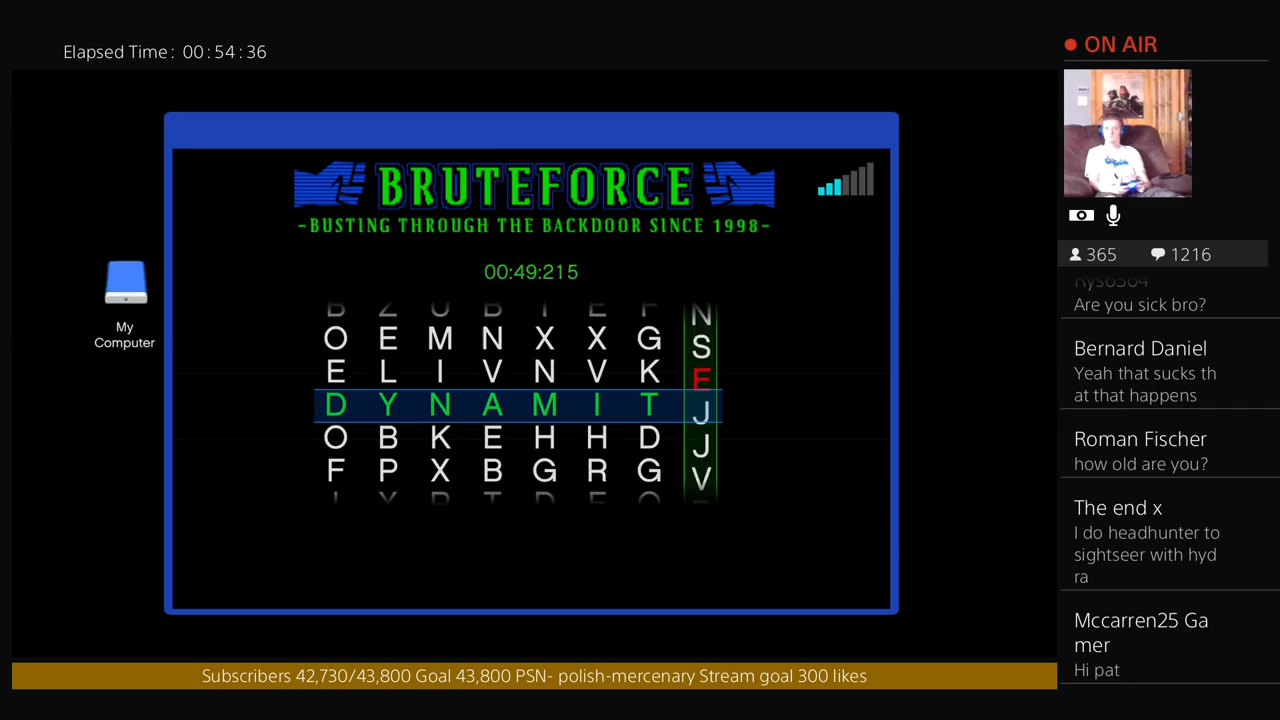 Elapsed Time: 00:54:36
ON AIR
BRUTEFORCE
-BUSTING THROUGH THE BACKDOOR SINCE 1998-
00:49:215
B Z U B I E F N
O E M N X X G S
E L I V N V K E
D Y N A M I T J
O B K E H H D J
F P X B G R G V
My
Computer
365 1216
Rys6364
Are you sick bro?
Bernard Daniel
Yeah that sucks th
at that happens
Roman Fischer
how old are you?
The end x
I do headhunter to
sightseer with hyd
ra
Mccarren25 Ga
mer
Hi pat
Subscribers 42,730/43,800 Goal 43,800 PSN- polish-mercenary Stream goal 300 likes